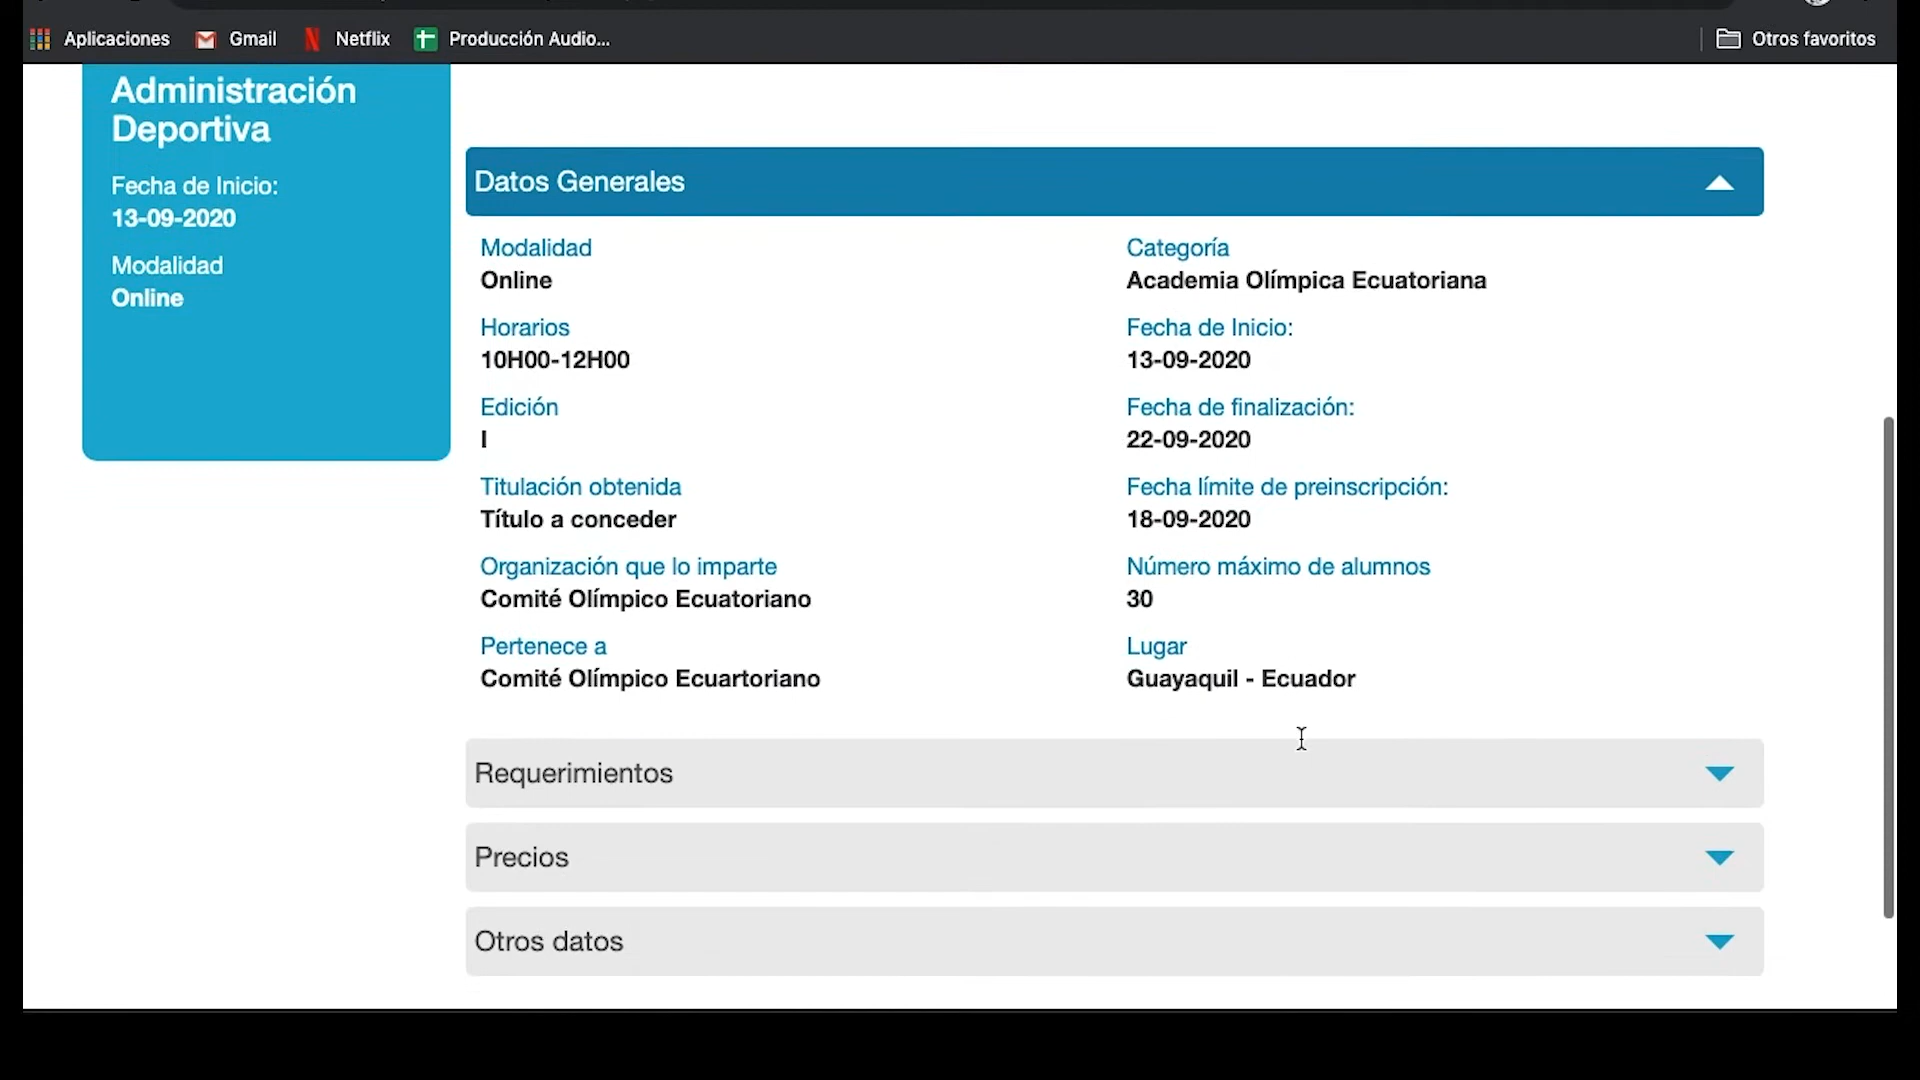 Aplicaciones
Gmail
Netflix
Producción Audio...
Otros favoritos
Administración
Deportiva
Fecha de Inicio:
13-09-2020
Modalidad
Online
Datos Generales
Modalidad
Online
Horarios
10H00-12H00
Edición
I
Titulación obtenida
Título a conceder
Organización que lo imparte
Comité Olímpico Ecuatoriano
Pertenece a
Comité Olímpico Ecuartoriano
Categoría
Academia Olímpica Ecuatoriana
Fecha de Inicio:
13-09-2020
Fecha de finalización:
22-09-2020
Fecha límite de preinscripción:
18-09-2020
Número máximo de alumnos
30
Lugar
Guayaquil - Ecuador
Requerimientos
Precios
Otros datos